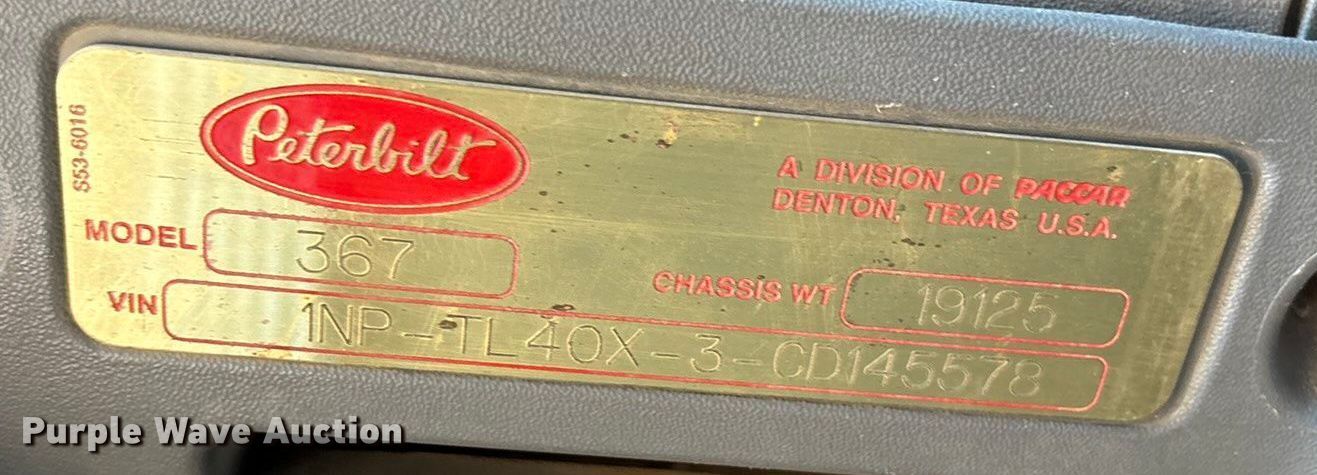 S53-6016
Peterbilt
A DIVISION OF PACCAR
DENTON, TEXAS U.S.A.
MODEL 367
CHASSIS WT 19125
VIN 1NP-TL40X-3-CD145578
Purple Wave Auction